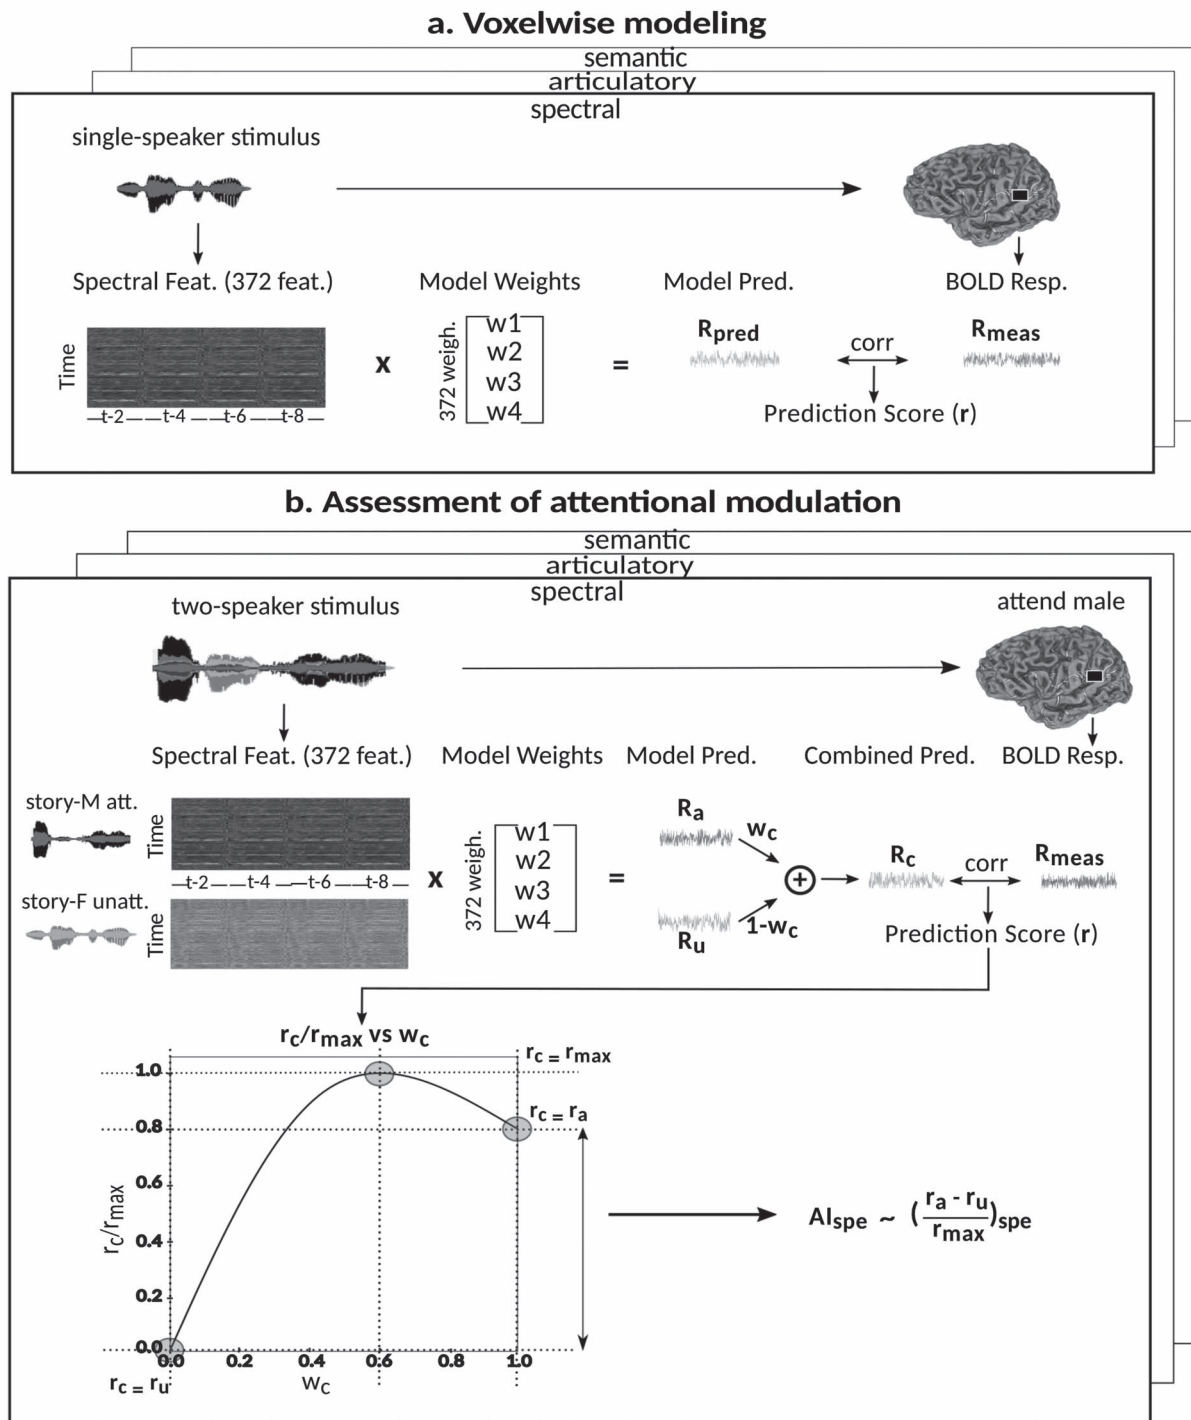 a. Voxelwise modeling
semantic
articulatory
spectral
single-speaker stimulus
Spectral Feat. (372 feat.)
Model Weights
Model Pred.
BOLD Resp.
Time
t-2
t-4
t-6
t-8
x
372 weigh.
w1
w2
w3
w4
=
Rpred
corr
Rmeas
Prediction Score (r)
b. Assessment of attentional modulation
semantic
articulatory
spectral
two-speaker stimulus
attend male
Spectral Feat. (372 feat.)
Model Weights
Model Pred.
Combined Pred.
BOLD Resp.
story-M att.
Time
t-2
t-4
t-6
t-8
story-F unatt.
Time
x
372 weigh.
w1
w2
w3
w4
=
Ra
wc
+
Ru
1-wc
Rc
corr
Rmeas
Prediction Score (r)
rc/rmax vs wc
rc = rmax
rc = ra
1.0
0.8
0.6
0.4
0.2
0.0
rc/rmax
0.0 0.2 0.4 0.6 0.8 1.0
rc = ru
wc
AIspe ~ (ra - ru / rmax)spe